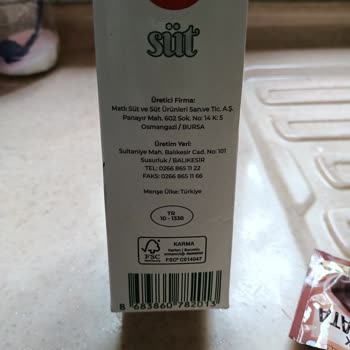 süt
Üretici Firma:
Matlı Süt ve Süt Ürünleri San.ve Tic. A.Ş.
Panayır Mah. 602 Sok. No: 14 K: 5
Osmangazi / BURSA
Üretim Yeri:
Sultaniye Mah. Balıkesir Cad. No: 101
Susurluk / BALIKESİR
TEL: 0266 865 11 22
FAKS: 0266 865 11 66
Menşe Ülke: Türkiye
TR
10 - 1338
FSC
KARMA
FSC® C014047
8 683860 782013
ATA